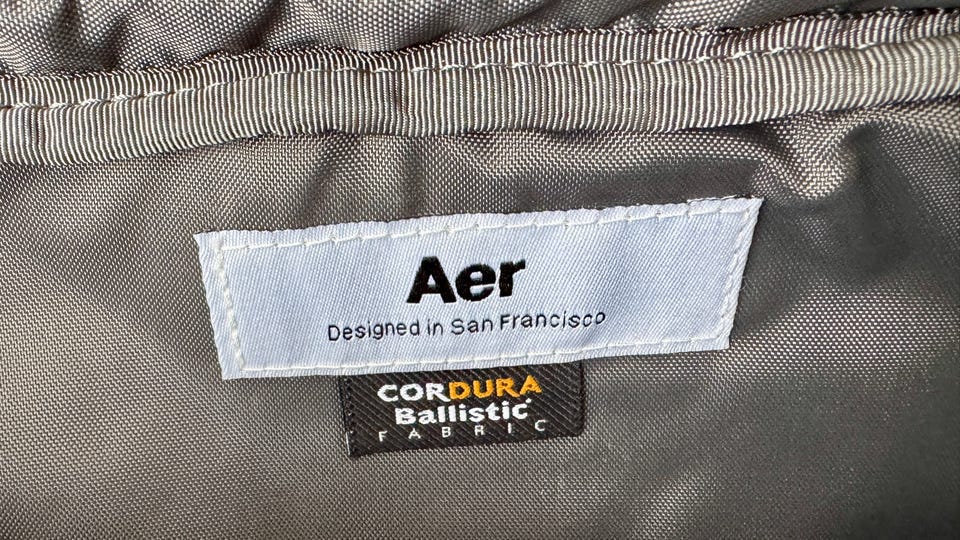 Aer
Designed in San Francisco
CORDURA
Ballistic
FABRIC